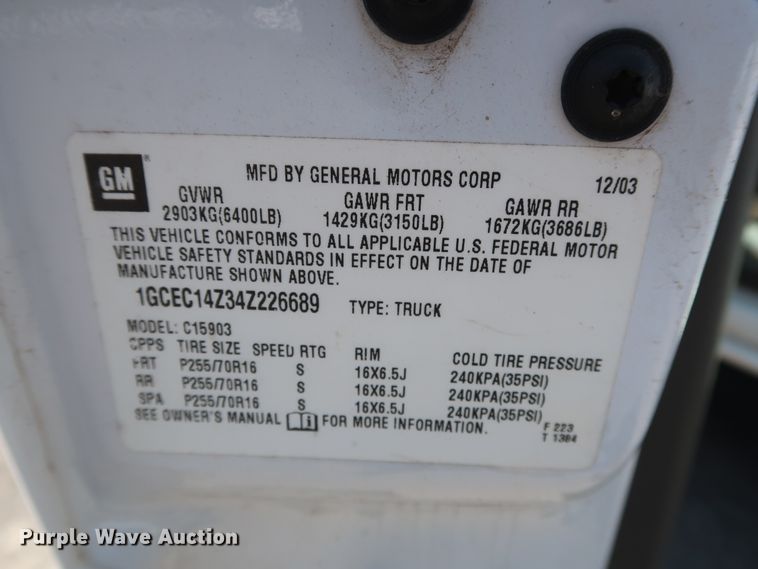 GM ®
MFD BY GENERAL MOTORS CORP 12/03
GVWR GAWR FRT GAWR RR
2903KG(6400LB) 1429KG(3150LB) 1672KG(3686LB)
THIS VEHICLE CONFORMS TO ALL APPLICABLE U.S. FEDERAL MOTOR
VEHICLE SAFETY STANDARDS IN EFFECT ON THE DATE OF
MANUFACTURE SHOWN ABOVE.
1GCEC14Z34Z226689 TYPE: TRUCK
MODEL: C15903
CPPS TIRE SIZE SPEED RTG RIM COLD TIRE PRESSURE
FRT P255/70R16 S 16X6.5J 240KPA(35PSI)
RR P255/70R16 S 16X6.5J 240KPA(35PSI)
SPA P255/70R16 S 16X6.5J 240KPA(35PSI)
SEE OWNER'S MANUAL i FOR MORE INFORMATION.
F 223
T 1384
Purple Wave Auction